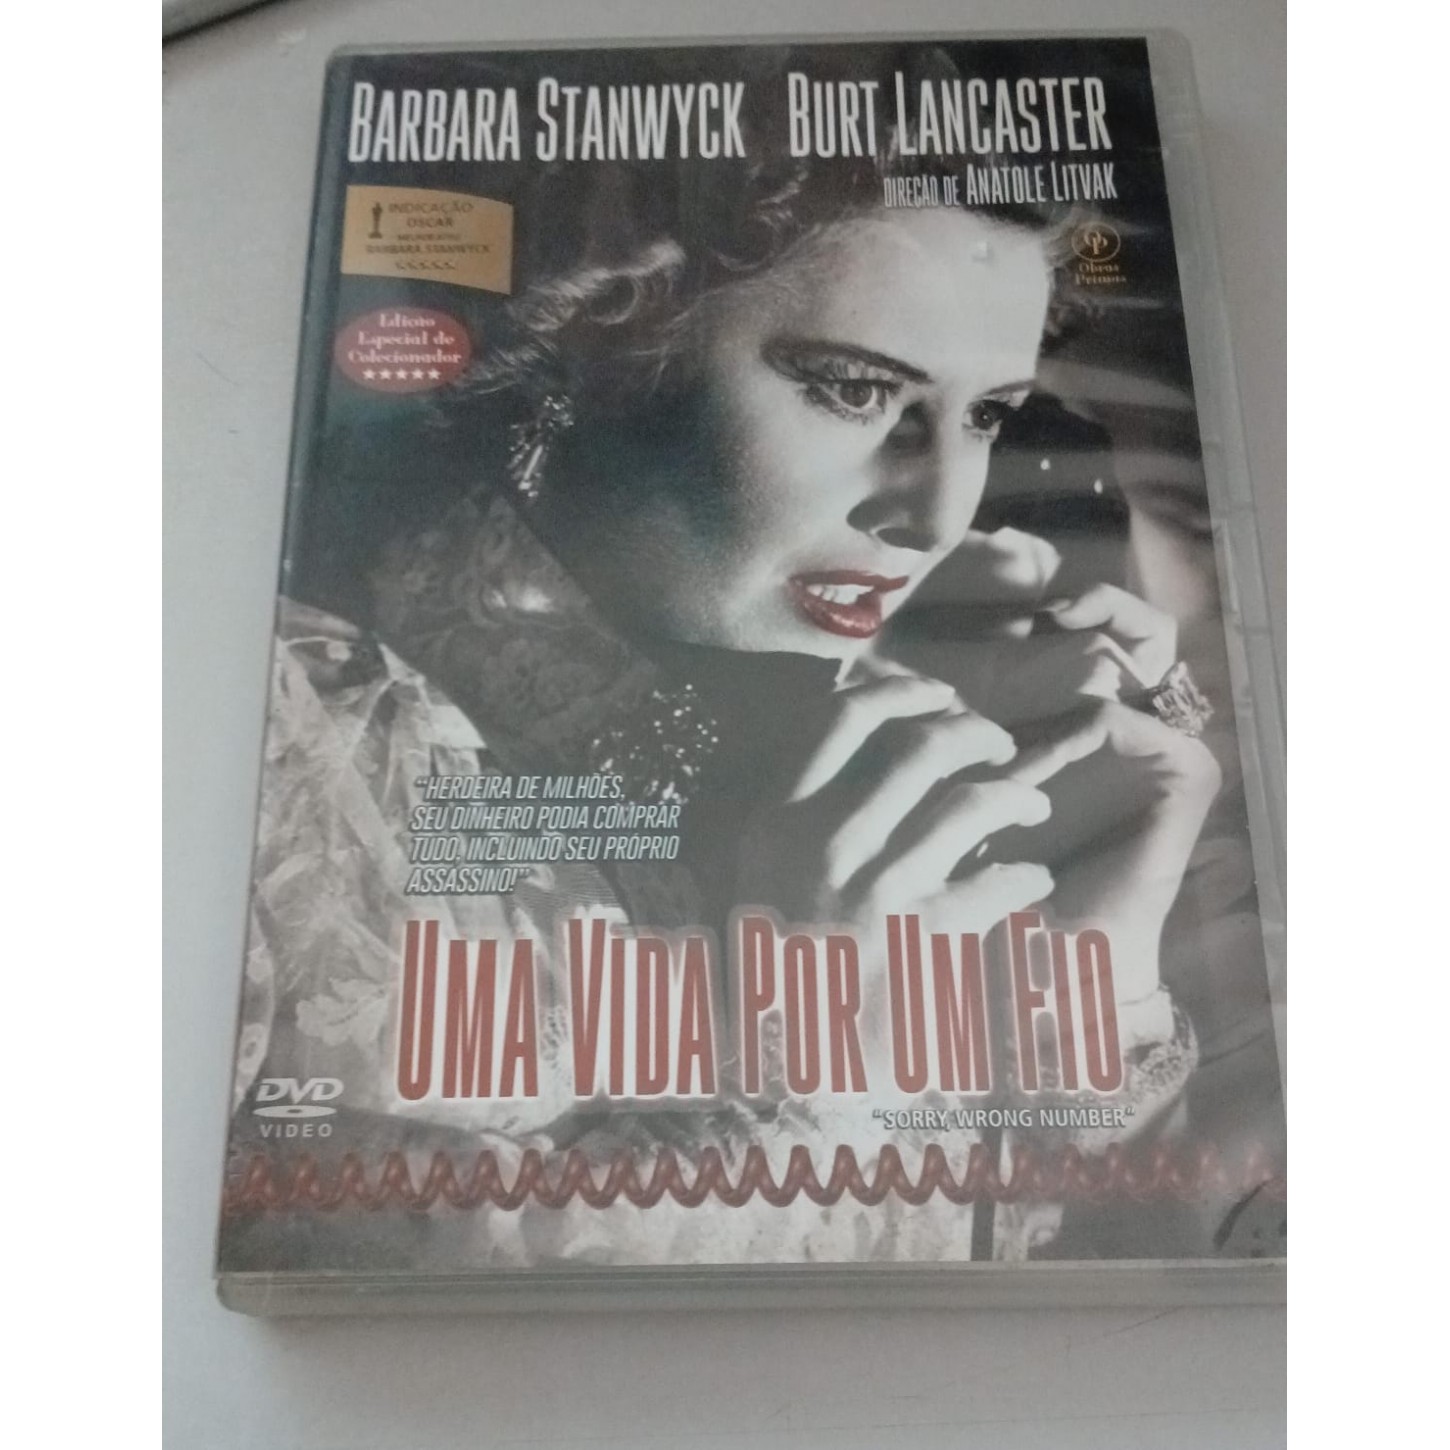 BARBARA STANWYCK BURT LANCASTER
DIREÇÃO DE ANATOLE LITVAK
INDICAÇÃO
OSCAR
BARBARA STANWYCK
OP
Obras
Primas
Edição
Especial de
Colecionador
"HERDEIRA DE MILHÕES,
SEU DINHEIRO PODIA COMPRAR
TUDO. INCLUINDO SEU PRÓPRIO
ASSASSINO!"
UMA VIDA POR UM FIO
"SORRY, WRONG NUMBER"
DVD
VIDEO